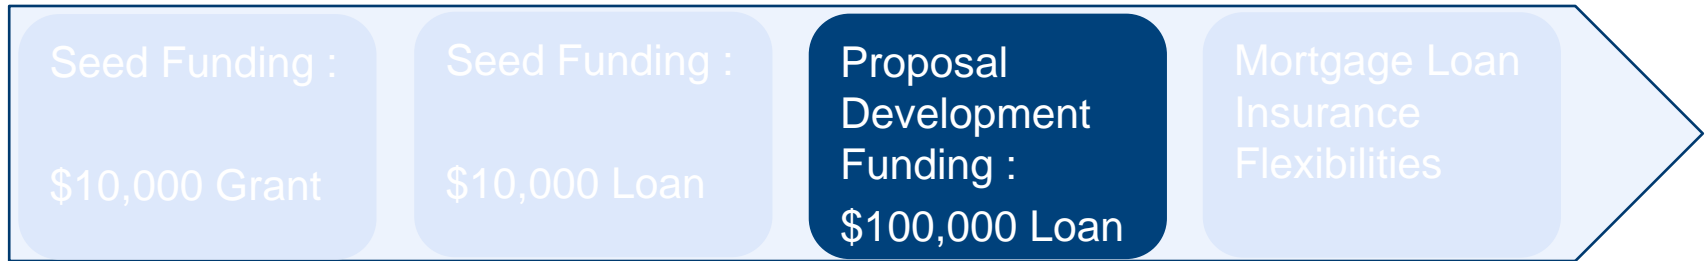 Seed Funding :
$10,000 Grant
Seed Funding :
$10,000 Loan
Proposal
Development
Funding :
$100,000 Loan
Mortgage Loan
Insurance
Flexibilities